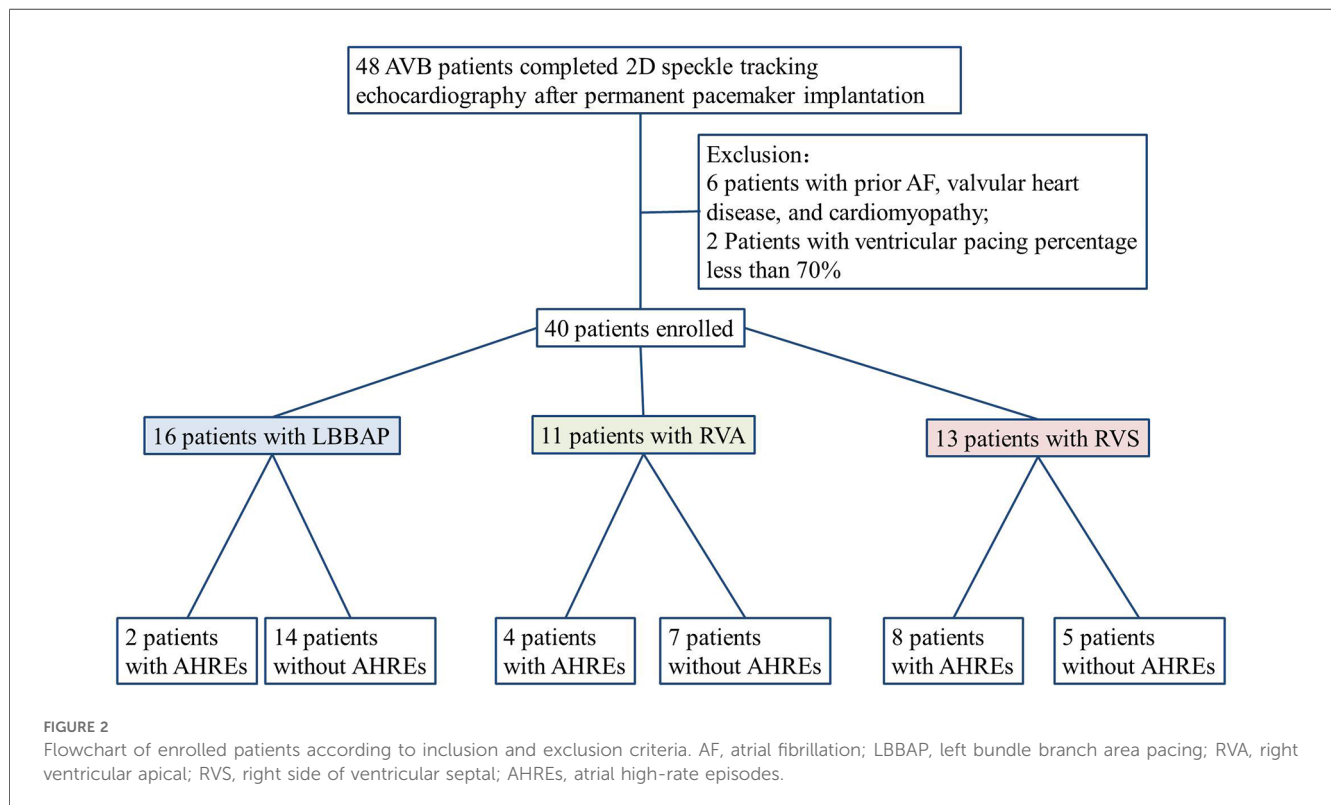 48 AVB patients completed 2D speckle tracking
echocardiography after permanent pacemaker implantation
Exclusion：
6 patients with prior AF, valvular heart
disease, and cardiomyopathy;
2 Patients with ventricular pacing percentage
less than 70%
40 patients enrolled
16 patients with LBBAP
11 patients with RVA
13 patients with RVS
2 patients
with AHREs
14 patients
without AHREs
4 patients
with AHREs
7 patients
without AHREs
8 patients
with AHREs
5 patients
without AHREs
FIGURE 2
Flowchart of enrolled patients according to inclusion and exclusion criteria. AF, atrial fibrillation; LBBAP, left bundle branch area pacing; RVA, right
ventricular apical; RVS, right side of ventricular septal; AHREs, atrial high-rate episodes.